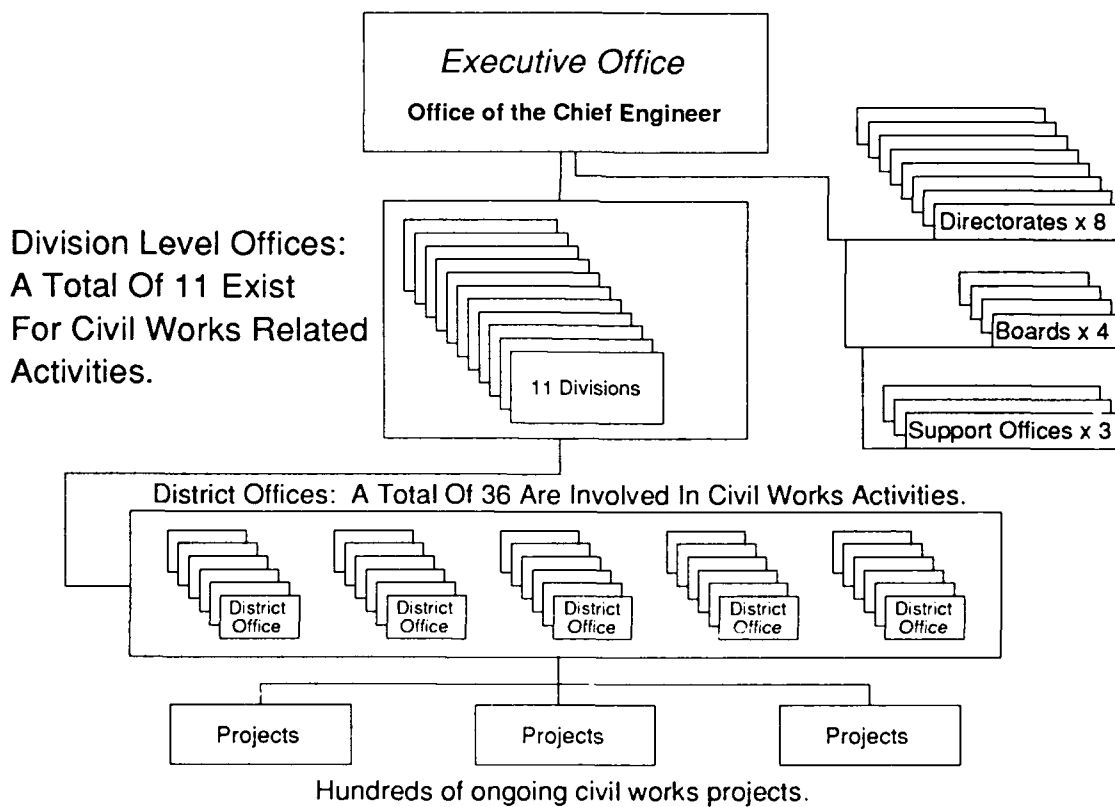 Executive Office
Office of the Chief Engineer
Directorates x 8
Division Level Offices:
A Total Of 11 Exist
For Civil Works Related
Activities.
11 Divisions
Boards x 4
Support Offices x 3
District Offices: A Total Of 36 Are Involved In Civil Works Activities.
District
Office
District
Office
District
Office
District
Office
District
Office
Projects
Projects
Projects
Hundreds of ongoing civil works projects.